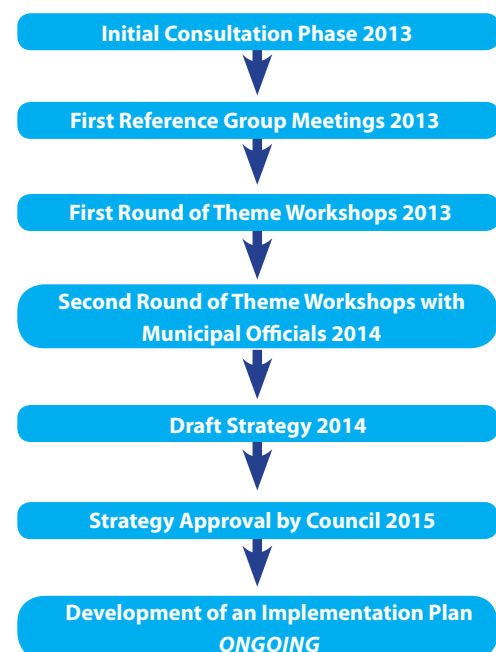 Initial Consultation Phase 2013
First Reference Group Meetings 2013
First Round of Theme Workshops 2013
Second Round of Theme Workshops with
Municipal Officials 2014
Draft Strategy 2014
Strategy Approval by Council 2015
Development of an Implementation Plan
ONGOING